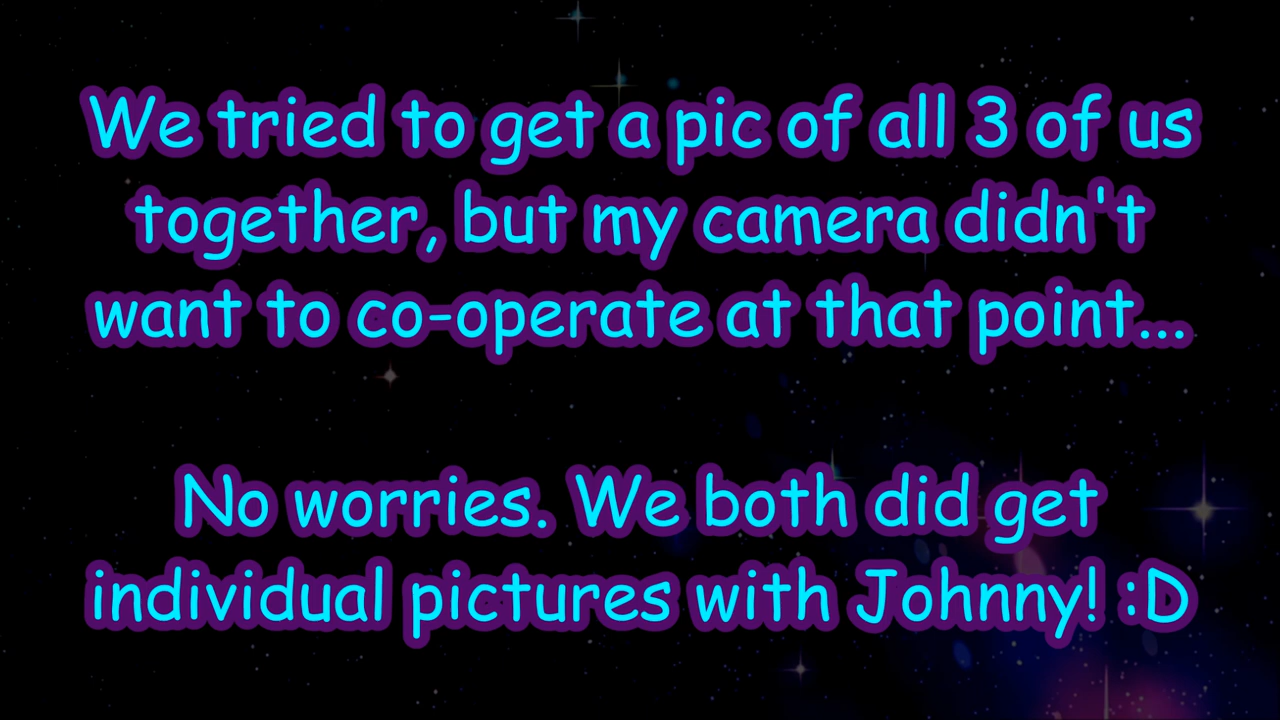 We tried to get a pic of all 3 of us
together, but my camera didn't
want to co-operate at that point...
No worries. We both did get
individual pictures with Johnny! :D